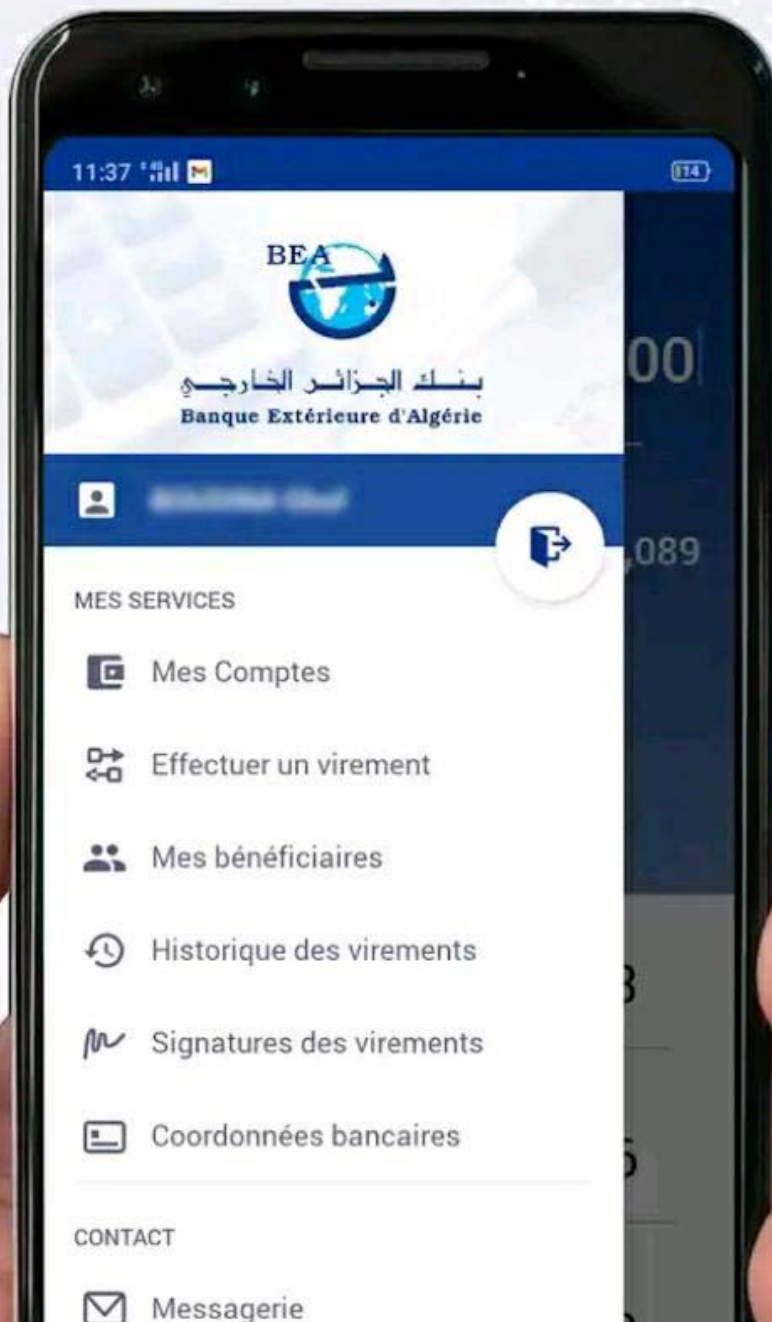 11:37
14
BEA
بنك الجزائر الخارجي
Banque Extérieure d'Algérie
00
,089
MES SERVICES
Mes Comptes
Effectuer un virement
Mes bénéficiaires
Historique des virements
Signatures des virements
Coordonnées bancaires
CONTACT
Messagerie